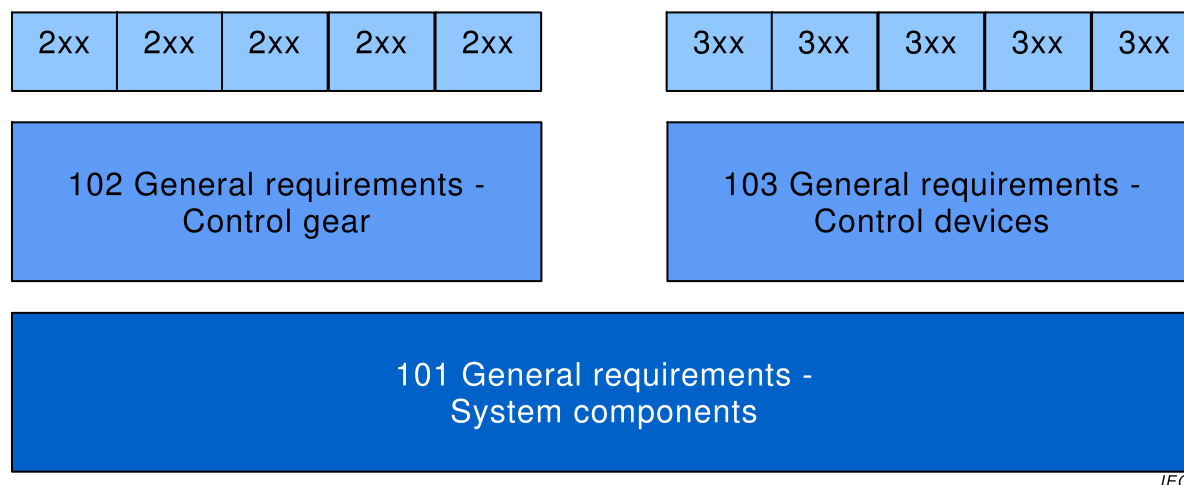 2xx 2xx 2xx 2xx 2xx 3xx 3xx 3xx 3xx 3xx
102 General requirements -
Control gear
103 General requirements -
Control devices
101 General requirements -
System components